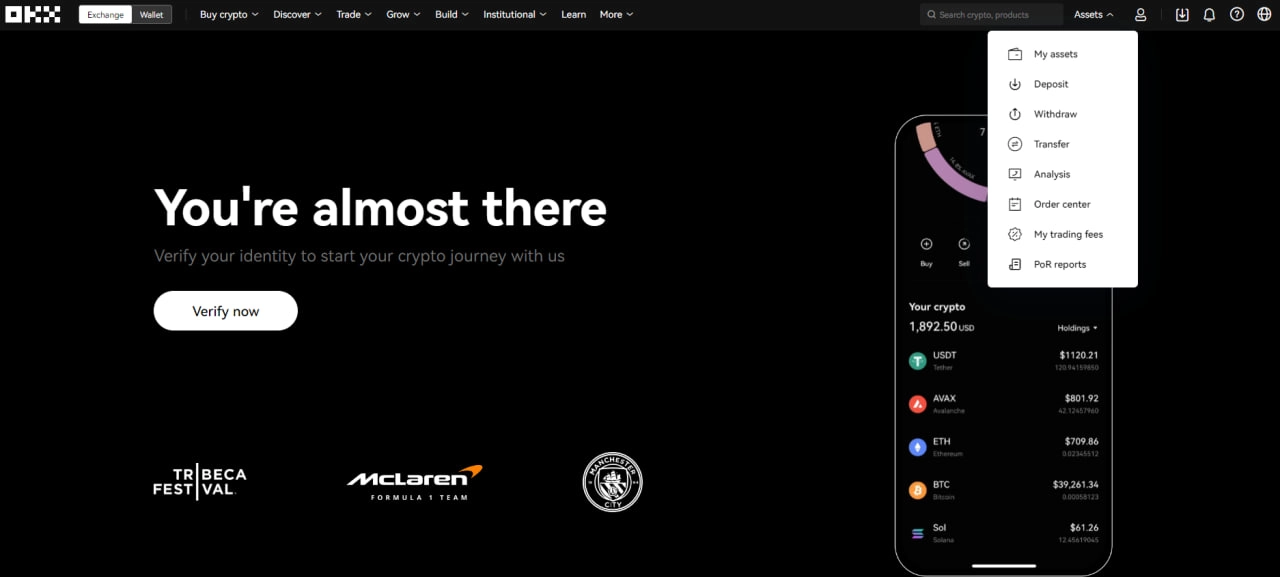 OKX
Exchange Wallet Buy crypto Discover Trade Grow Build Institutional Learn More Search crypto, products Assets
My assets
Deposit
Withdraw
Transfer
Analysis
Order center
My trading fees
PoR reports
You're almost there
Verify your identity to start your crypto journey with us
Verify now
TRIBECA
FESTIVAL.
McLaren
FORMULA 1 TEAM
MANCHESTER
CITY
7
Buy Sell
Your crypto
1,892.50 USD Holdings
USDT $1120.21
Tether 120.94159850
AVAX $801.92
Avalanche 42.12457960
ETH $709.86
Ethereum 0.02345512
BTC $39,261.34
Bitcoin 0.00058123
Sol $61.26
Solana 12.45619045